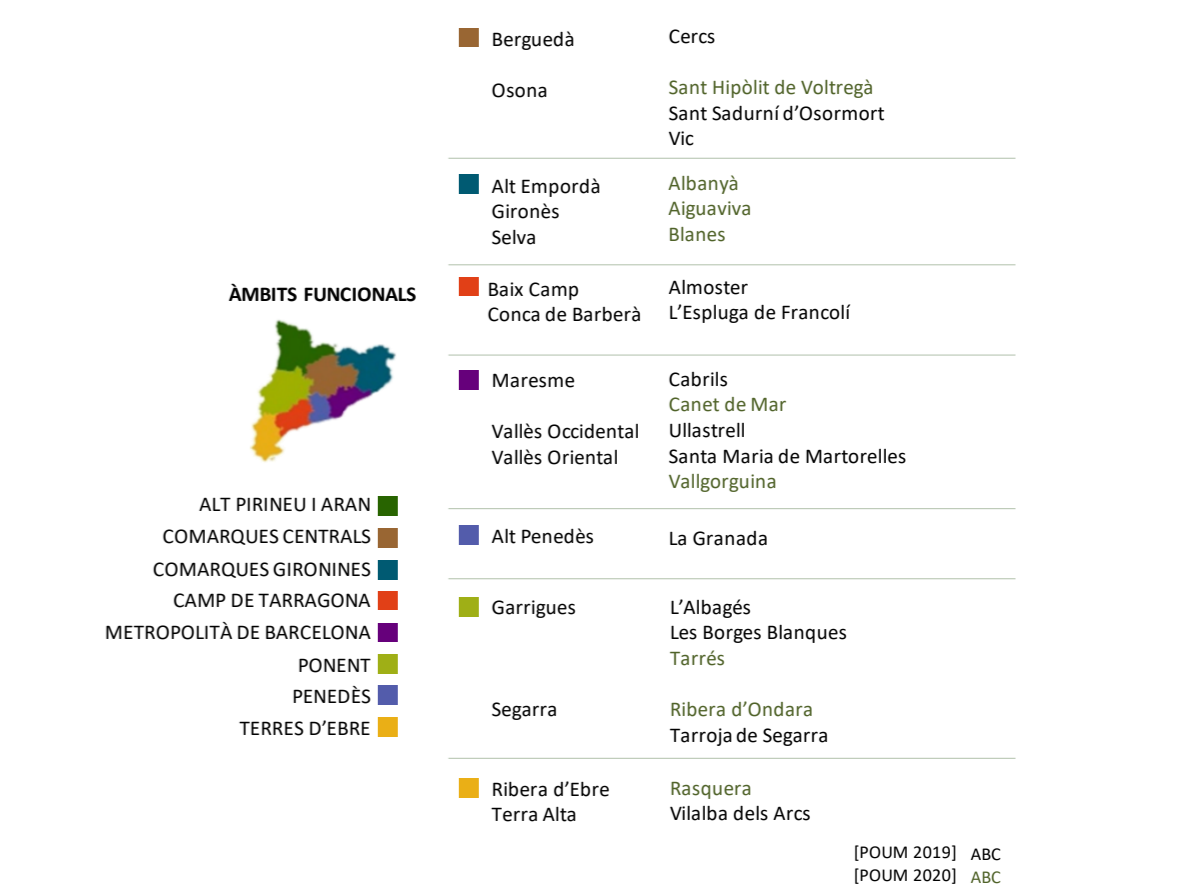 Berguedà Cercs
Osona Sant Hipòlit de Voltregà
Sant Sadurní d’Osormort
Vic
Alt Empordà Albanyà
Gironès Aiguaviva
Selva Blanes
Baix Camp Almoster
Conca de Barberà L’Espluga de Francolí
Maresme Cabrils
Canet de Mar
Vallès Occidental Ullastrell
Vallès Oriental Santa Maria de Martorelles
Vallgorguina
Alt Penedès La Granada
Garrigues L’Albagés
Les Borges Blanques
Tarrés
Segarra Ribera d’Ondara
Tarroja de Segarra
Ribera d’Ebre Rasquera
Terra Alta Vilalba dels Arcs
ÀMBITS FUNCIONALS
ALT PIRINEU I ARAN
COMARQUES CENTRALS
COMARQUES GIRONINES
CAMP DE TARRAGONA
METROPOLITÀ DE BARCELONA
PONENT
PENEDÈS
TERRES D’EBRE
[POUM 2019] ABC
[POUM 2020] ABC